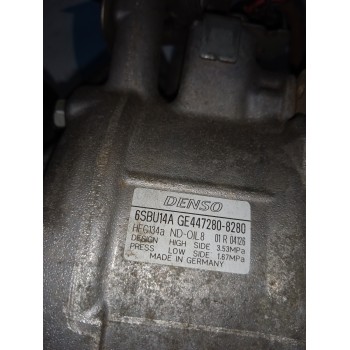 DENSO
6SBU14A GE447280-8280
HFC134a ND-OIL8 01R 04126
DESIGN HIGH SIDE 3.53MPa
PRESS LOW SIDE 1.67MPa
MADE IN GERMANY